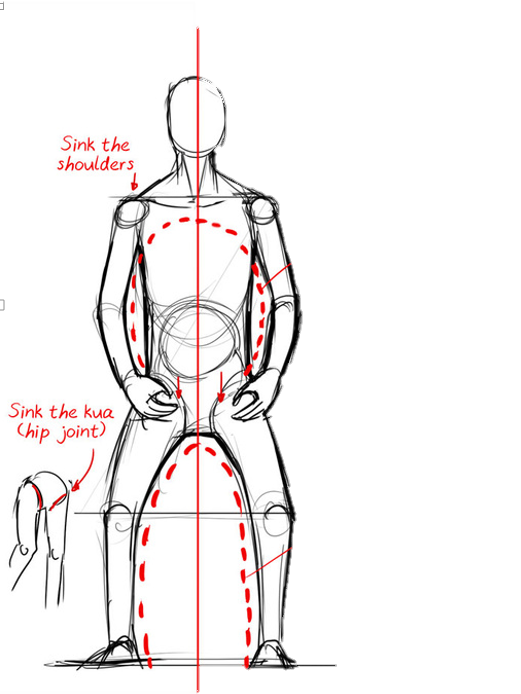 Sink the
shoulders
Sink the kua
(hip joint)